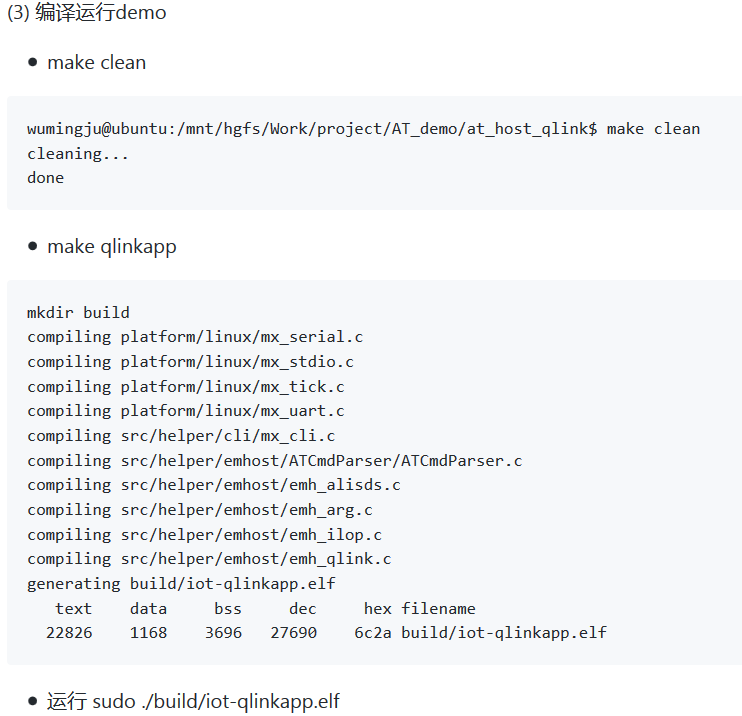 (3) 编译运行demo
● make clean
wumingju@ubuntu:/mnt/hgfs/Work/project/AT_demo/at_host_qlink$ make clean
cleaning...
done
● make qlinkapp
mkdir build
compiling platform/linux/mx_serial.c
compiling platform/linux/mx_stdio.c
compiling platform/linux/mx_tick.c
compiling platform/linux/mx_uart.c
compiling src/helper/cli/mx_cli.c
compiling src/helper/emhost/ATCmdParser/ATCmdParser.c
compiling src/helper/emhost/emh_alisds.c
compiling src/helper/emhost/emh_arg.c
compiling src/helper/emhost/emh_ilop.c
compiling src/helper/emhost/emh_qlink.c
generating build/iot-qlinkapp.elf
   text    data     bss     dec     hex filename
  22826    1168    3696   27690    6c2a build/iot-qlinkapp.elf
● 运行 sudo ./build/iot-qlinkapp.elf